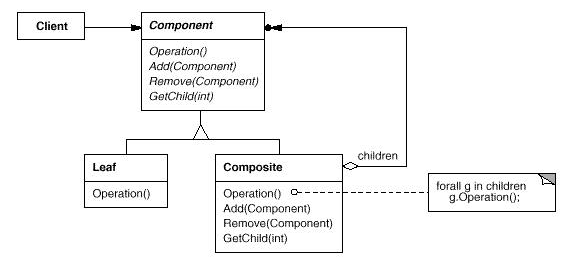 Client
Component
Operation()
Add(Component)
Remove(Component)
GetChild(int)
children
Leaf
Operation()
Composite
Operation()
Add(Component)
Remove(Component)
GetChild(int)
forall g in children
g.Operation();